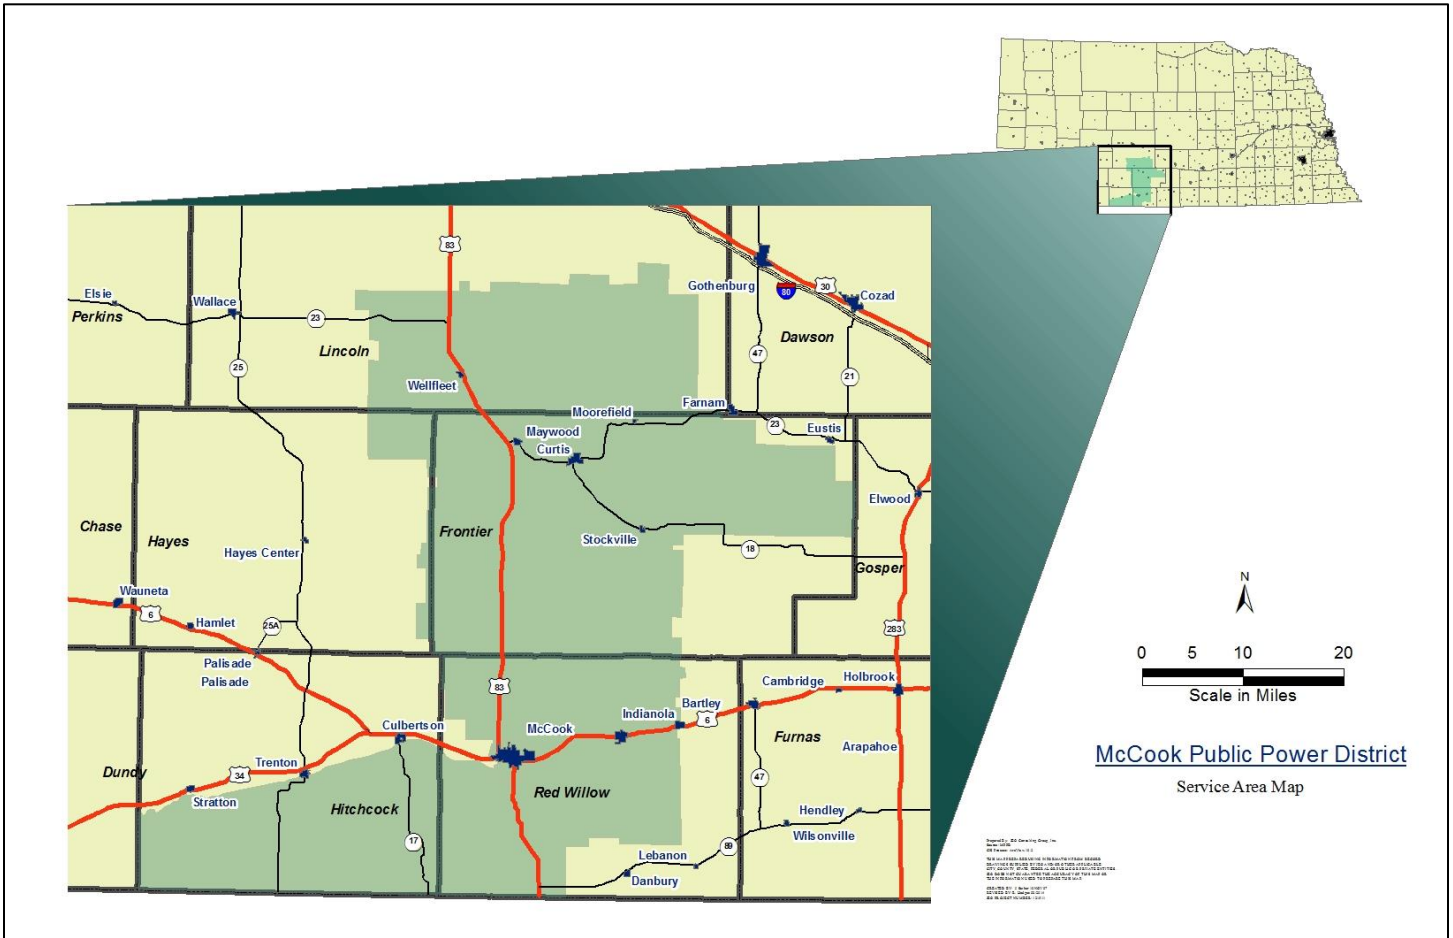 83
Elsie
Perkins
Wallace
23
Lincoln
Gothenburg
80
30
Cozad
Dawson
25
47
21
Wellfleet
Farnam
Moorefield
23
Eustis
Maywood
Curtis
Elwood
Chase
Hayes
Frontier
Hayes Center
Stockville
18
Gosper
Wauneta
6
Hamlet
25A
283
Palisade
Palisade
83
Cambridge
Holbrook
Bartley
Indianola
6
Culbertson
McCook
Furnas
Arapahoe
Trenton
Dundy
34
Stratton
47
Hitchcock
Red Willow
Hendley
Wilsonville
17
89
Lebanon
Danbury
N
0 5 10 20
Scale in Miles
McCook Public Power District
Service Area Map